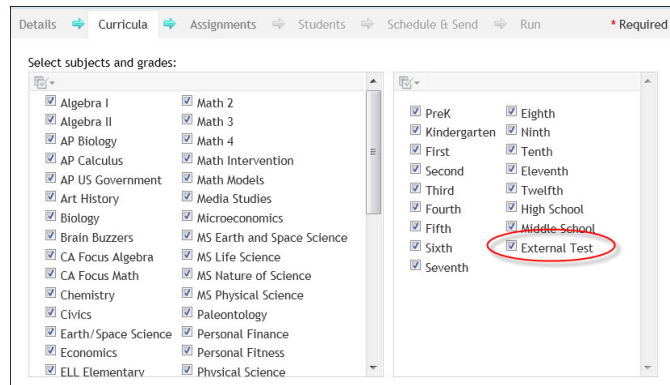 Details Curricula Assignments Students Schedule & Send Run * Required
Select subjects and grades:
Algebra I
Algebra II
AP Biology
AP Calculus
AP US Government
Art History
Biology
Brain Buzzers
CA Focus Algebra
CA Focus Math
Chemistry
Civics
Earth/Space Science
Economics
ELL Elementary
Math 2
Math 3
Math 4
Math Intervention
Math Models
Media Studies
Microeconomics
MS Earth and Space Science
MS Life Science
MS Nature of Science
MS Physical Science
Paleontology
Personal Finance
Personal Fitness
Physical Science
PreK
Kindergarten
First
Second
Third
Fourth
Fifth
Sixth
Seventh
Eighth
Ninth
Tenth
Eleventh
Twelfth
High School
Middle School
External Test